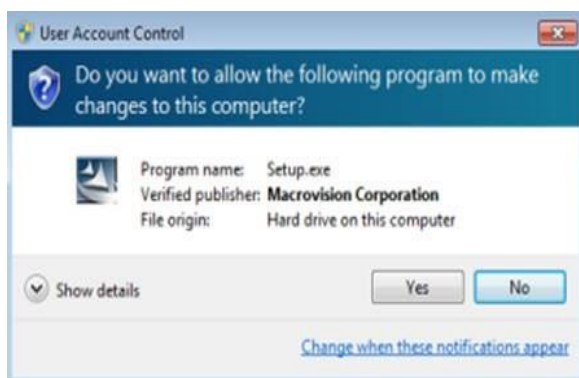 User Account Control
Do you want to allow the following program to make
changes to this computer?
Program name: Setup.exe
Verified publisher: Macrovision Corporation
File origin: Hard drive on this computer
Show details
Yes No
Change when these notifications appear